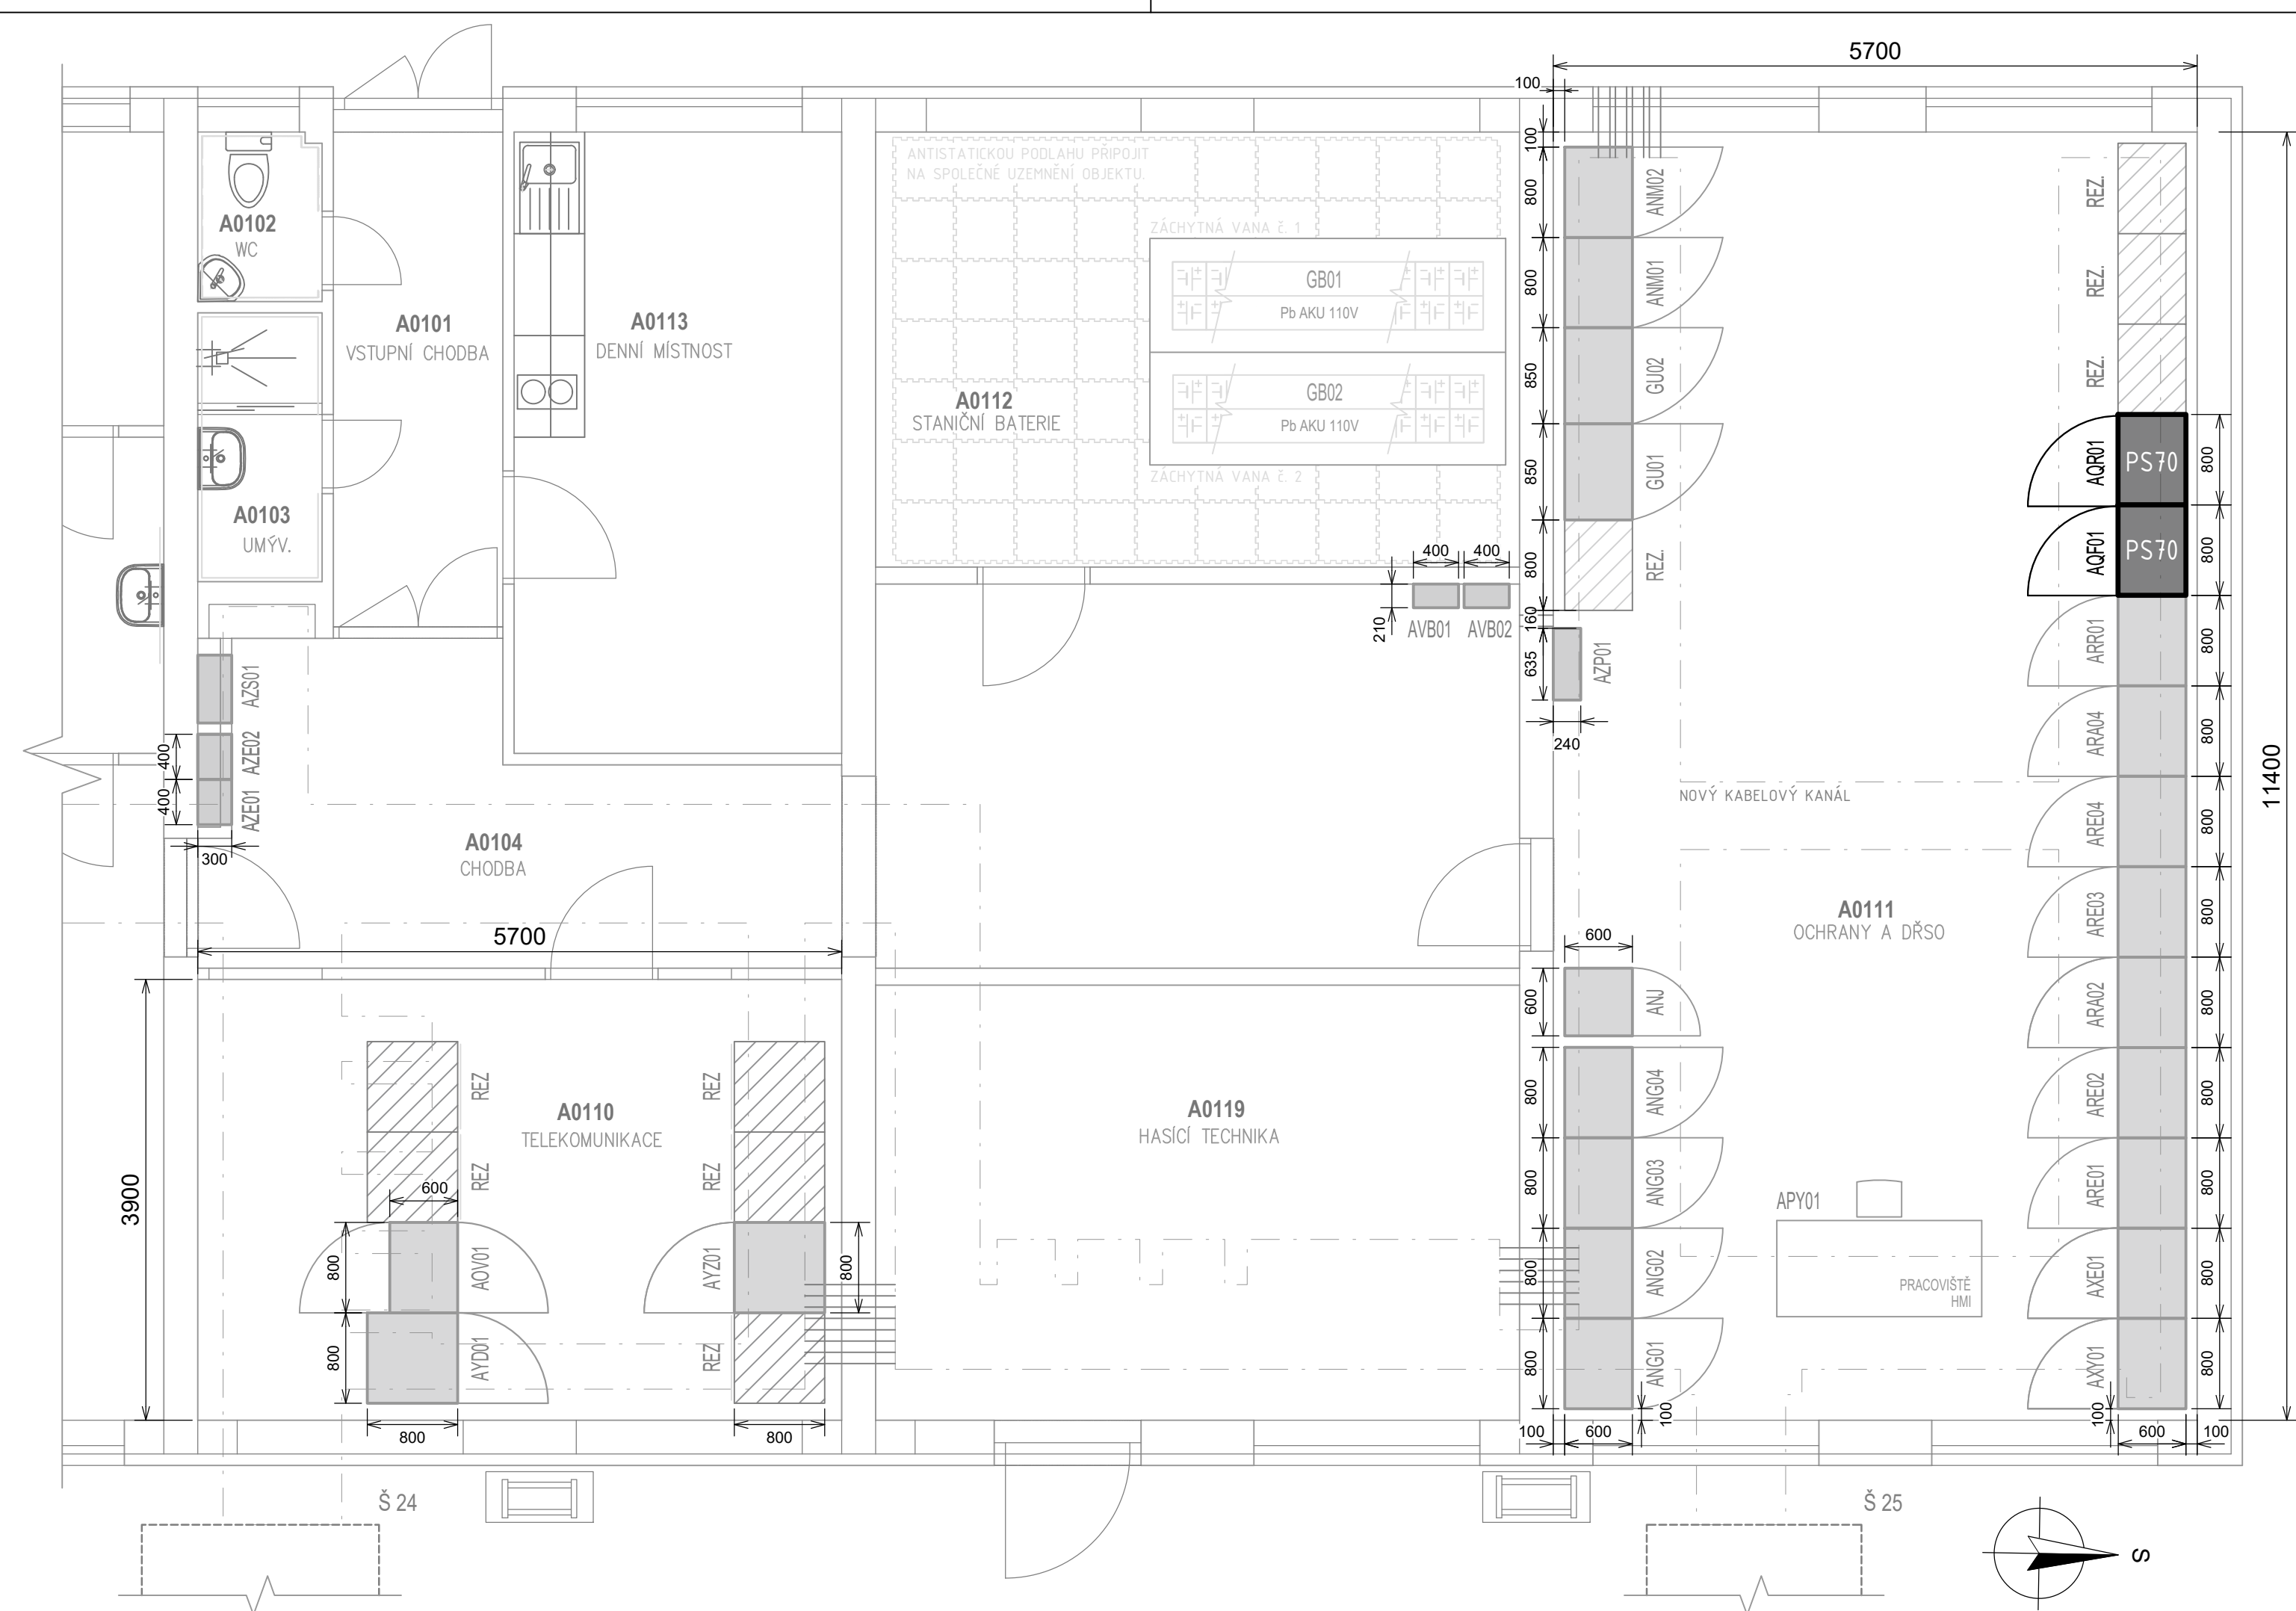 5700
100
100
800
ANM02
800
ANM01
850
GU02
850
GU01
800
REZ.
160
635
AZP01
240
A0102
WC
A0101
VSTUPNÍ CHODBA
A0113
DENNÍ MÍSTNOST
A0103
UMÝV.
ANTISTATICKOU PODLAHU PŘIPOJIT
NA SPOLEČNÉ UZEMNĚNÍ OBJEKTU.
ZÁCHYTNÁ VANA č. 1
GB01
Pb AKU 110V
GB02
Pb AKU 110V
A0112
STANIČNÍ BATERIE
ZÁCHYTNÁ VANA č. 2
400
400
210
AVB01
AVB02
REZ.
REZ.
REZ.
AQR01
PS70
800
AQF01
PS70
800
ARR01
800
ARA04
800
ARE04
800
ARE03
800
ARA02
800
ARE02
800
ARE01
800
AXE01
800
AXY01
800
100
600
100
11400
NOVÝ KABELOVÝ KANÁL
A0111
OCHRANY A DŘSO
AZS01
400
AZE02
400
AZE01
300
A0104
CHODBA
5700
3900
REZ
REZ
A0110
TELEKOMUNIKACE
REZ
REZ
600
800
AOV01
AYZ01
800
800
AYD01
REZ
800
800
A0119
HASÍCÍ TECHNIKA
600
600
ANJ
800
ANG04
800
ANG03
800
ANG02
800
ANG01
100
100
600
APY01
PRACOVIŠTĚ
HMI
Š 24
Š 25
S